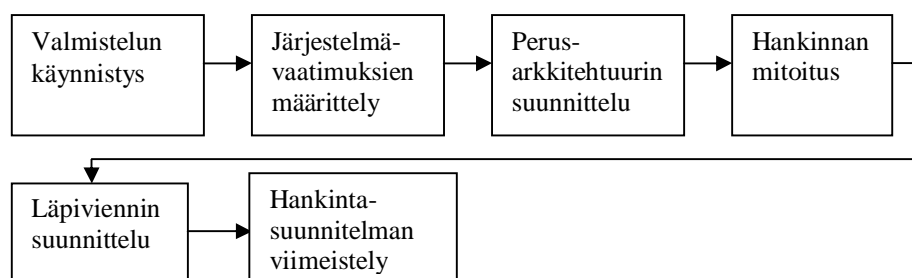 Valmistelun
käynnistys
Järjestelmä-
vaatimuksien
määrittely
Perus-
arkkitehtuurin
suunnittelu
Hankinnan
mitoitus
Läpiviennin
suunnittelu
Hankinta-
suunnitelman
viimeistely